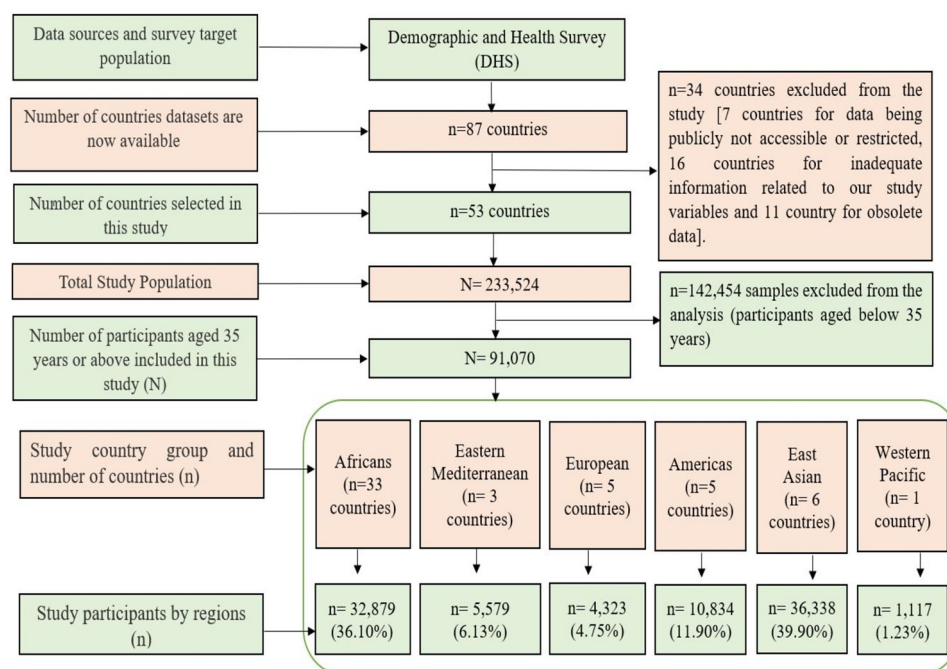 Data sources and survey target
population
Demographic and Health Survey
(DHS)
Number of countries datasets are
now available
n=87 countries
n=34 countries excluded from the
study [7 countries for data being
publicly not accessible or restricted,
16 countries for inadequate
information related to our study
variables and 11 country for obsolete
data].
Number of countries selected in
this study
n=53 countries
Total Study Population
N= 233,524
n=142,454 samples excluded from the
analysis (participants aged below 35
years)
Number of participants aged 35
years or above included in this
study (N)
N= 91,070
Study country group and
number of countries (n)
Africans
(n=33
countries)
Eastern
Mediterranean
(n= 3
countries)
European
(n= 5
countries)
Americas
(n=5
countries)
East
Asian
(n= 6
countries)
Western
Pacific
(n= 1
country)
Study participants by regions
(n)
n= 32,879
(36.10%)
n= 5,579
(6.13%)
n= 4,323
(4.75%)
n= 10,834
(11.90%)
n= 36,338
(39.90%)
n= 1,117
(1.23%)